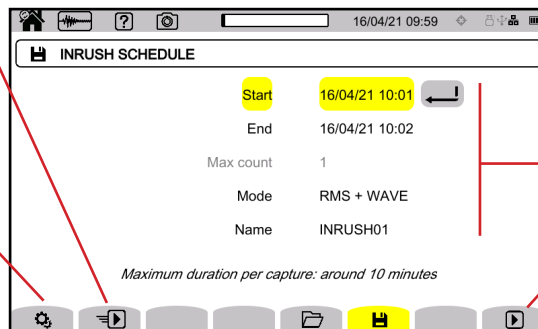 ? 16/04/21 09:59
INRUSH SCHEDULE
Start 16/04/21 10:01
End 16/04/21 10:02
Max count 1
Mode RMS + WAVE
Name INRUSH01
Maximum duration per capture: around 10 minutes